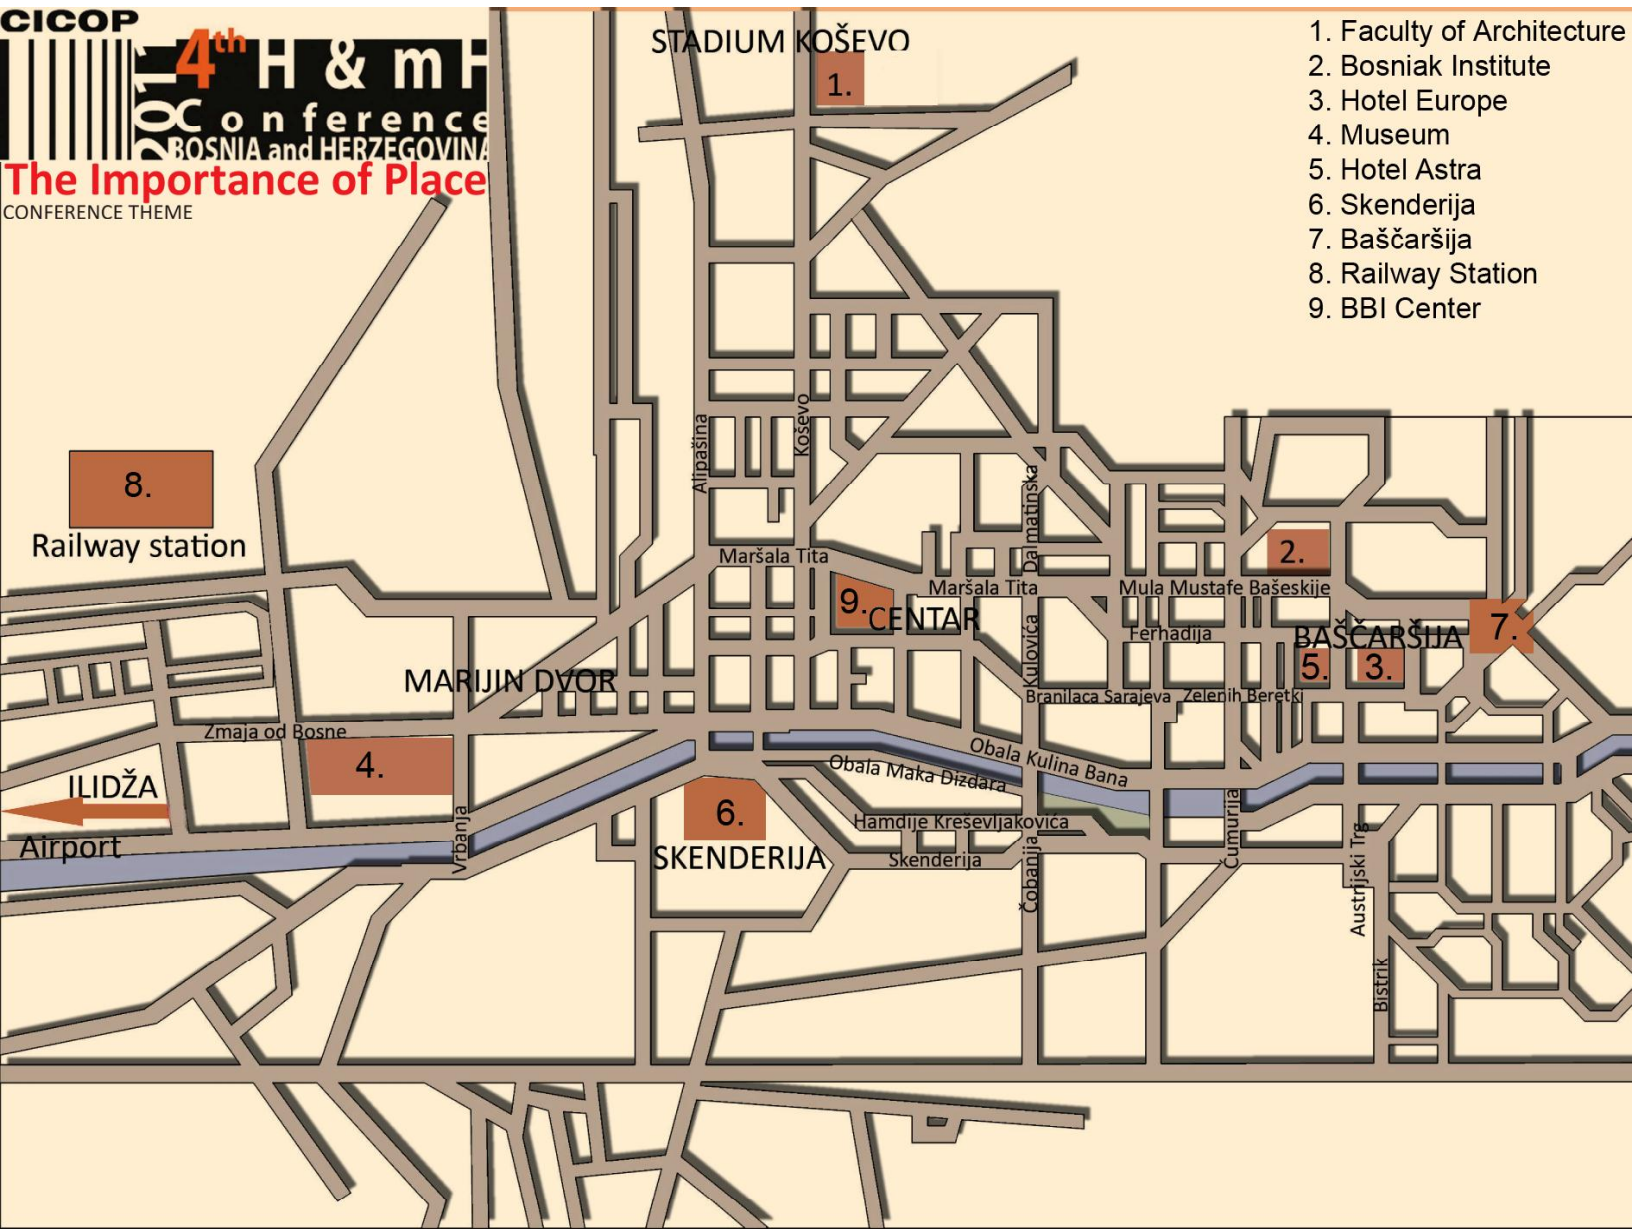 CICOP
2011
4th H & mH
Conference
BOSNIA and HERZEGOVINA
The Importance of Place
CONFERENCE THEME
1. Faculty of Architecture
2. Bosniak Institute
3. Hotel Europe
4. Museum
5. Hotel Astra
6. Skenderija
7. Baščaršija
8. Railway Station
9. BBI Center
STADIUM KOŠEVO
1.
Alipašina
Koševo
8.
Railway station
Dalmatinska
2.
Maršala Tita
Maršala Tita
Mula Mustafe Bašeskije
9.
CENTAR
Kulovića
Ferhadija
BAŠČARŠIJA
7.
5.
3.
MARIJIN DVOR
Branilaca Sarajeva
Zelenih Beretki
Zmaja od Bosne
4.
Obala Kulina Bana
Obala Maka Dizdara
ILIDŽA
Airport
Vrbanja
6.
SKENDERIJA
Hamdije Kreševljakovića
Skenderija
Čobanija
Čumurija
Austrijski Trg
Bistrik